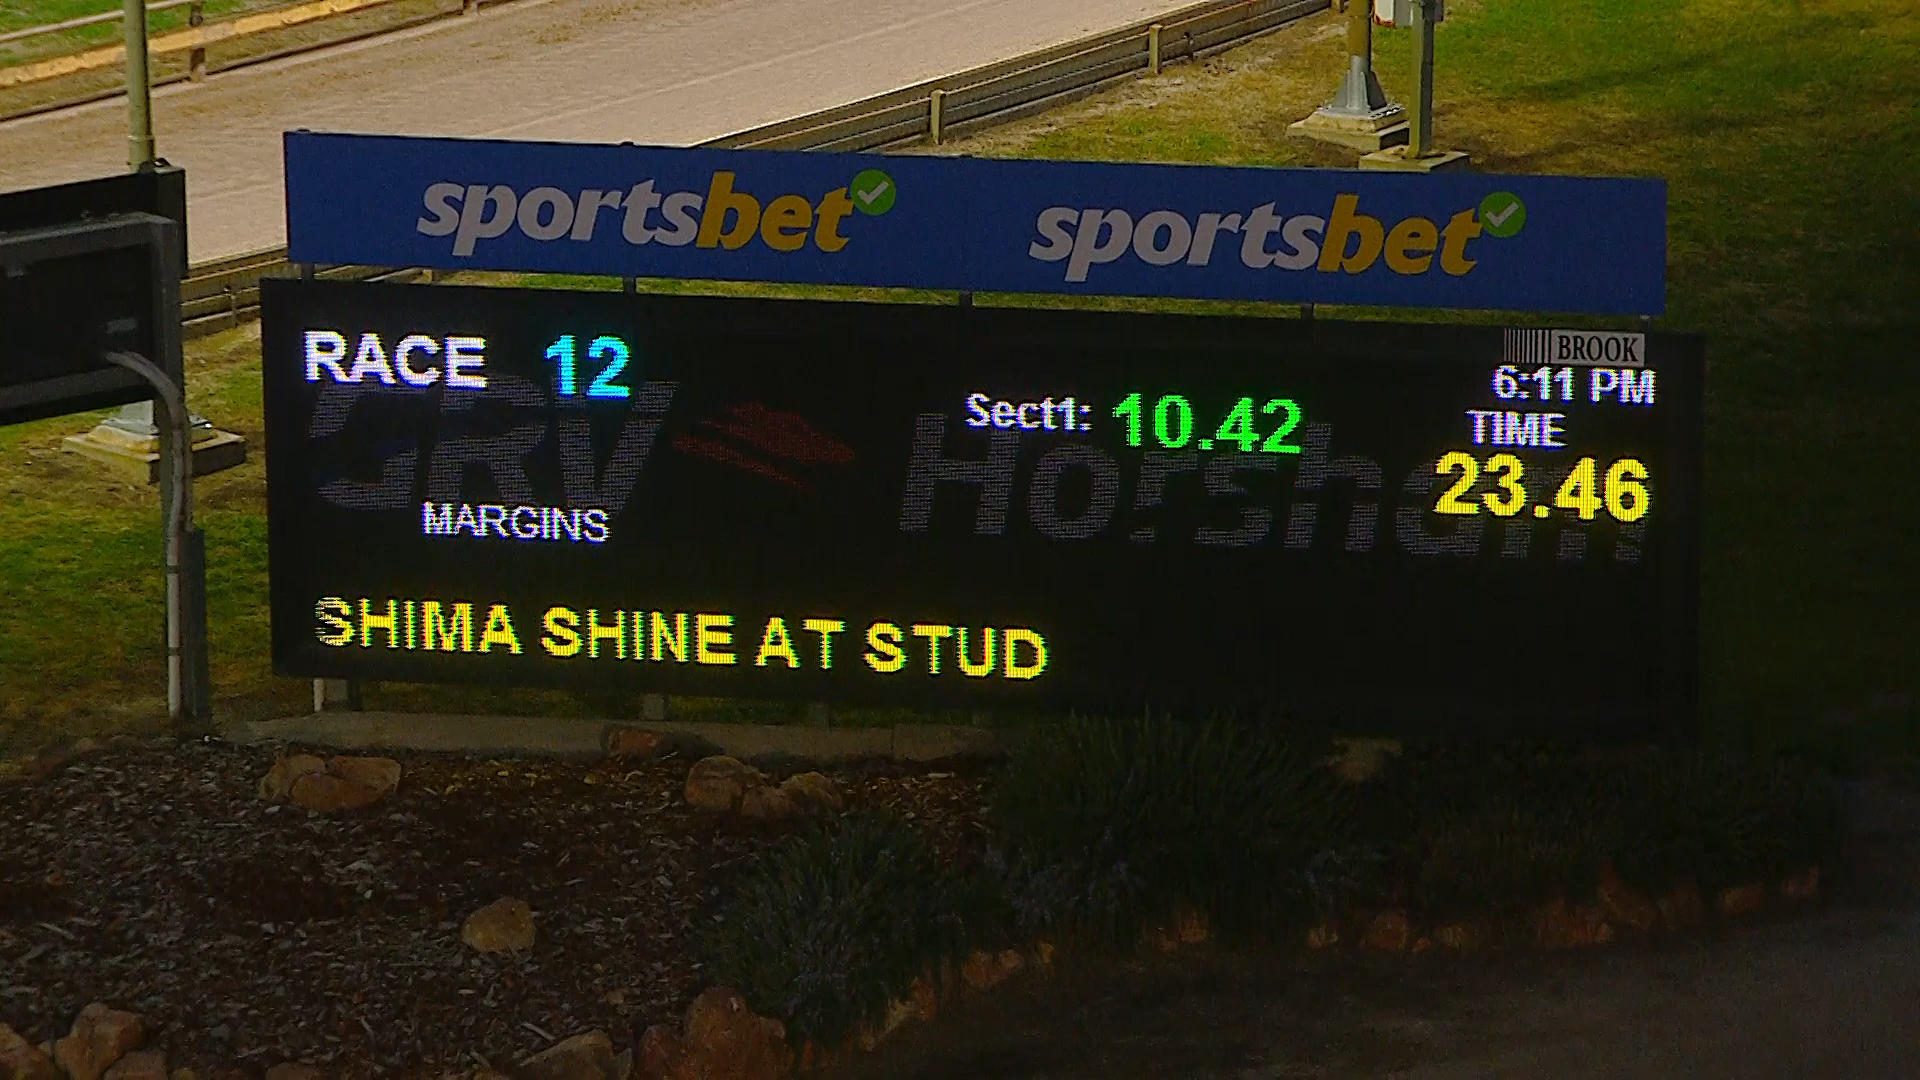 sportsbet sportsbet
BROOK
RACE 12
6:11 PM
Sect1: 10.42
TIME
23.46
GRV Horsham
MARGINS
SHIMA SHINE AT STUD